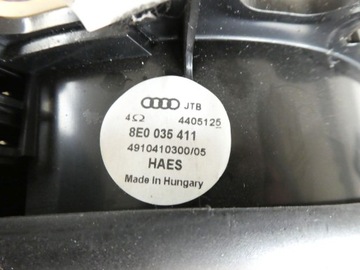 JTB
4Ω 4405125
8E0 035 411
4910410300/05
HAES
Made in Hungary